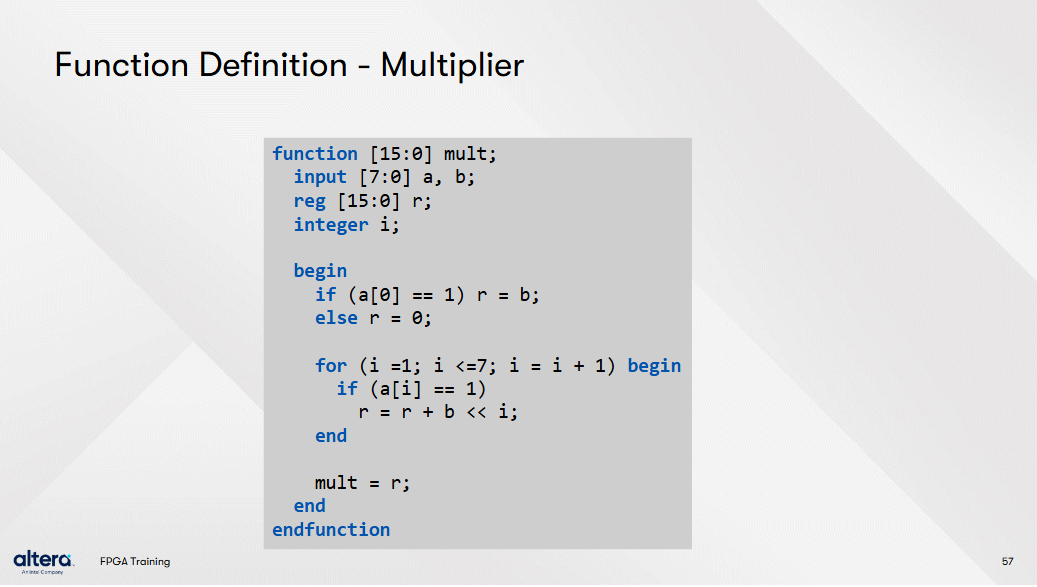 Function Definition - Multiplier
function [15:0] mult;
input [7:0] a, b;
reg [15:0] r;
integer i;
begin
if (a[0] == 1) r = b;
else r = 0;
for (i =1; i <=7; i = i + 1) begin
if (a[i] == 1)
r = r + b << i;
end
mult = r;
end
endfunction
altera.
An Intel Company
FPGA Training
57